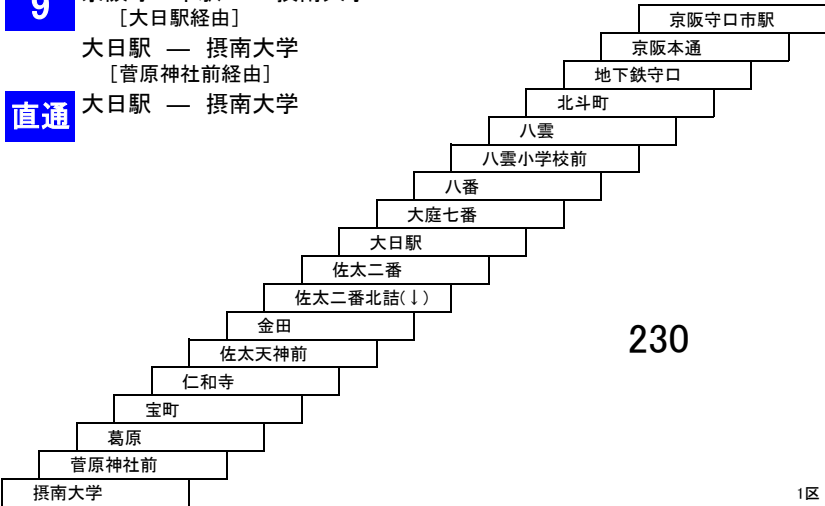 9
[大日駅経由]
大日駅 ― 摂南大学
[菅原神社前経由]
直通 大日駅 ― 摂南大学
京阪守口市駅
京阪本通
地下鉄守口
北斗町
八雲
八雲小学校前
八番
大庭七番
大日駅
佐太二番
佐太二番北詰(↓)
金田
佐太天神前
仁和寺
宝町
葛原
菅原神社前
摂南大学
230
1区